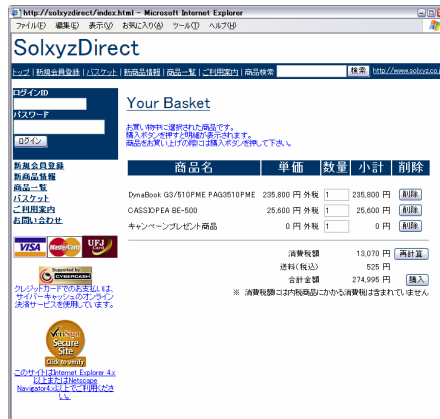 http://solxyzdirect/index.html - Microsoft Internet Explorer
ファイル(F) 編集(E) 表示(V) お気に入り(A) ツール(T) ヘルプ(H)
SolxyzDirect
トップ | 新規会員登録 | バスケット | 新商品情報 | 商品一覧 | ご利用案内 | 商品検索 検索 http://www.solxyz.co.
ログインID
パスワード
ログイン
新規会員登録
新商品情報
商品一覧
バスケット
ご利用案内
お問い合わせ
VISA MasterCard UFJ
Supported by
CYBERCASH
クレジットカードでのお支払いは、
サイバーキャッシュのオンライン
決済サービスを使用しています。
VeriSign
Secure
Site
Click to verify
このサイトはInternet Explorer 4.x
以上またはNetscape
Navigator4.x以上でご利用くださ
い。
Your Basket
お買い物中に選択された商品です。
購入ボタンを押すと明細が表示されます。
商品をお買い上げの際には購入ボタンを押して下さい。
商品名 単価 数量 小計 削除
DynaBook G3/510PME PAG3510PME 235,800 円 外税 1 235,800 円 削除
CASSIOPEA BE-500 25,600 円 外税 1 25,600 円 削除
キャンペーンプレゼント商品 0 円 外税 1 0 円 削除
消費税額 13,070 円 再計算
送料(税込) 525 円
合計金額 274,995 円 購入
※ 消費税額には内税商品にかかる消費税は含まれていません